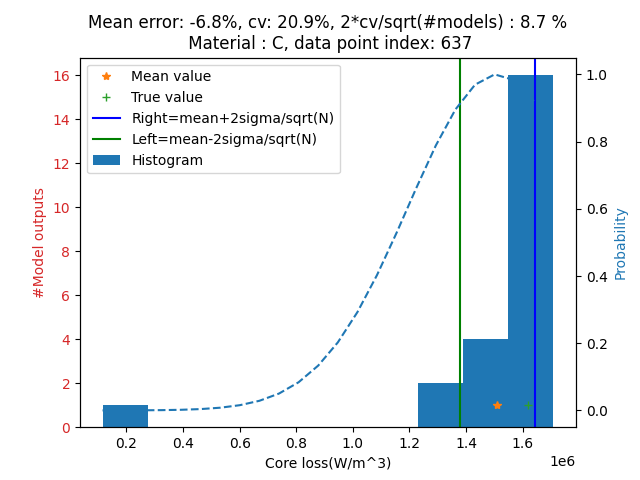 Mean error: -6.8%, cv: 20.9%, 2*cv/sqrt(#models) : 8.7 %
Material : C, data point index: 637
Mean value
True value
Right=mean+2sigma/sqrt(N)
Left=mean-2sigma/sqrt(N)
Histogram
#Model outputs
16
14
12
10
8
6
4
2
0
1.0
0.8
0.6
0.4
0.2
0.0
Probability
0.2 0.4 0.6 0.8 1.0 1.2 1.4 1.6
1e6
Core loss(W/m^3)